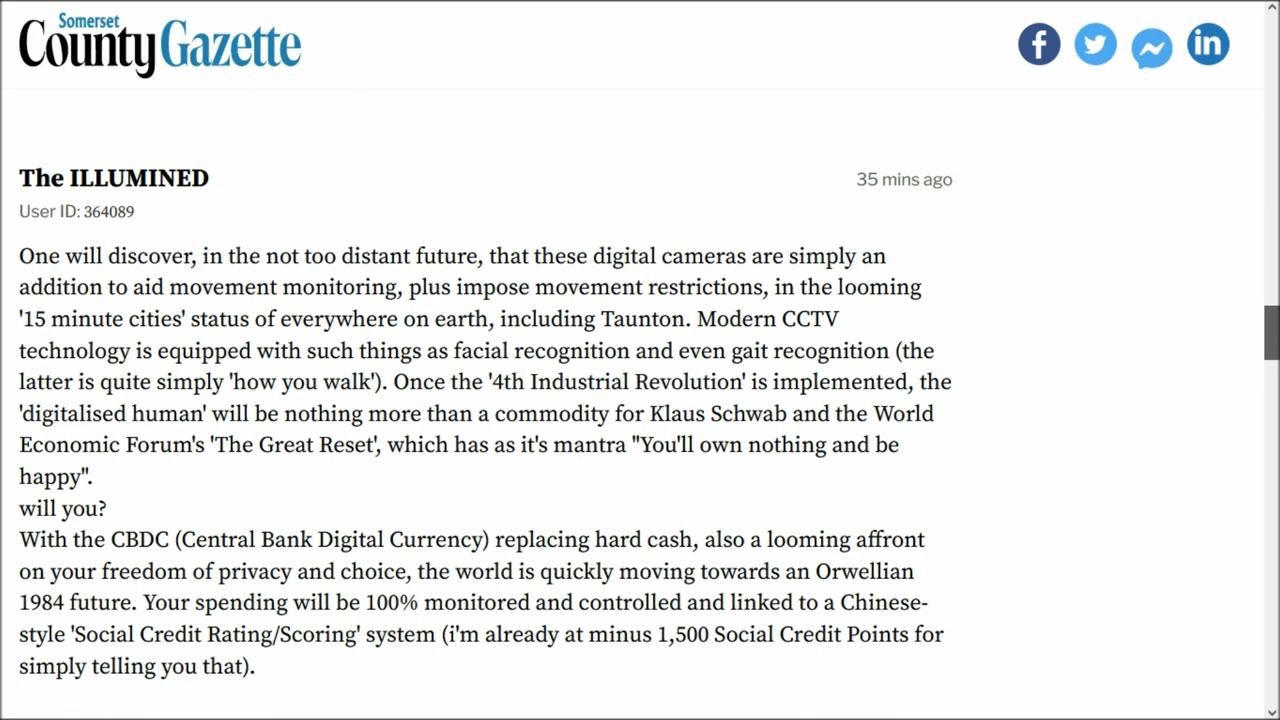 Somerset
County Gazette
The ILLUMINED
35 mins ago
User ID: 364089
One will discover, in the not too distant future, that these digital cameras are simply an
addition to aid movement monitoring, plus impose movement restrictions, in the looming
'15 minute cities' status of everywhere on earth, including Taunton. Modern CCTV
technology is equipped with such things as facial recognition and even gait recognition (the
latter is quite simply 'how you walk'). Once the '4th Industrial Revolution' is implemented, the
'digitalised human' will be nothing more than a commodity for Klaus Schwab and the World
Economic Forum's 'The Great Reset', which has as it's mantra "You'll own nothing and be
happy".
will you?
With the CBDC (Central Bank Digital Currency) replacing hard cash, also a looming affront
on your freedom of privacy and choice, the world is quickly moving towards an Orwellian
1984 future. Your spending will be 100% monitored and controlled and linked to a Chinese-
style 'Social Credit Rating/Scoring' system (i'm already at minus 1,500 Social Credit Points for
simply telling you that).